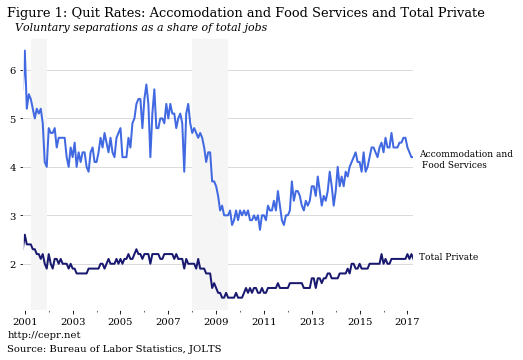 Figure 1: Quit Rates: Accomodation and Food Services and Total Private
Voluntary separations as a share of total jobs
6
5
4
3
2
Accommodation and
Food Services
Total Private
2001 2003 2005 2007 2009 2011 2013 2015 2017
http://cepr.net
Source: Bureau of Labor Statistics, JOLTS